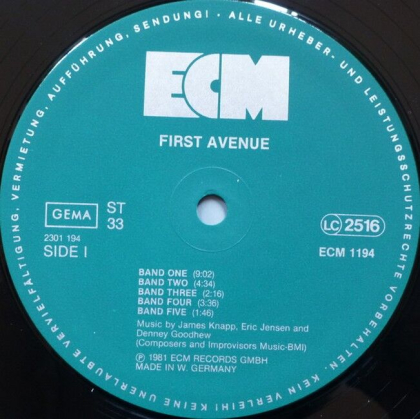 VERMIETUNG, AUFFÜHRUNG, SENDUNG! · ALLE URHEBER- UND LEISTUNGSSCHUTZRECHTE VORBEHALTEN · KEIN VERLEIH! KEINE UNERLAUBTE VERVIELFÄLTIGUNG,
ECM
FIRST AVENUE
GEMA
ST
33
LC 2516
2301 194
SIDE I
ECM 1194
BAND ONE (9:02)
BAND TWO (4:34)
BAND THREE (2:16)
BAND FOUR (3:36)
BAND FIVE (1:46)
Music by James Knapp, Eric Jensen and
Denney Goodhew
(Composers and Improvisors Music-BMI)
Ⓟ 1981 ECM RECORDS GMBH
MADE IN W. GERMANY